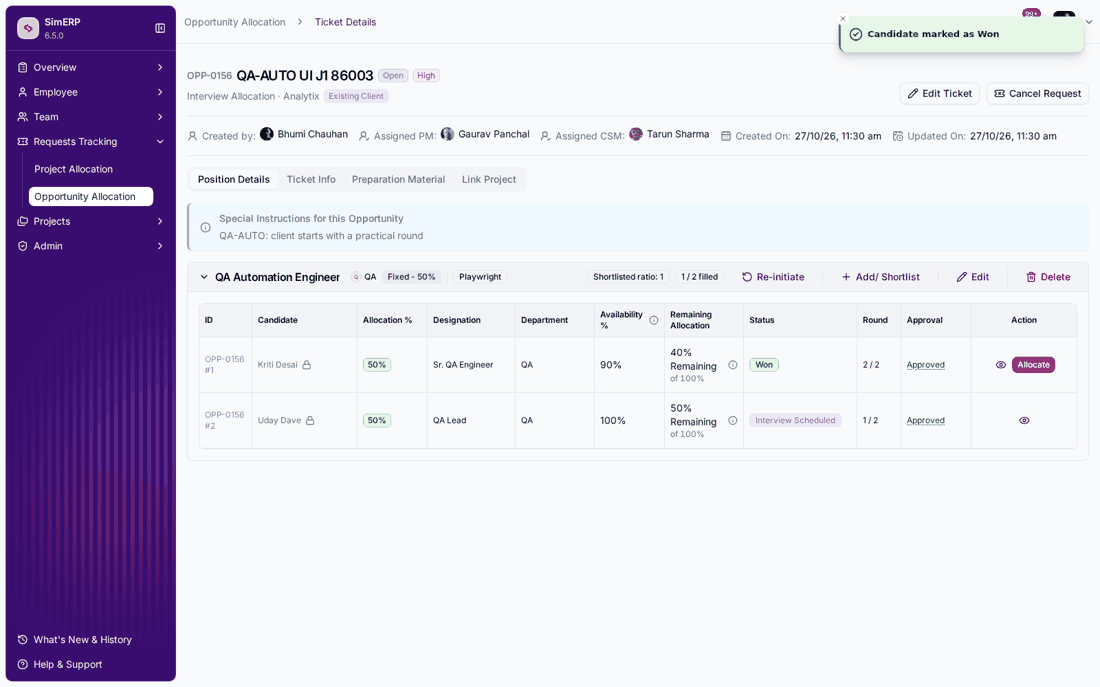 SimERP
6.5.0
Overview
Employee
Team
Requests Tracking
Project Allocation
Opportunity Allocation
Projects
Admin
What's New & History
Help & Support
Opportunity Allocation > Ticket Details
Candidate marked as Won
OPP-0156 QA-AUTO UI J1 86003 Open High
Interview Allocation · Analytix Existing Client
Edit Ticket Cancel Request
Created by: Bhumi Chauhan Assigned PM: Gaurav Panchal Assigned CSM: Tarun Sharma Created On: 27/10/26, 11:30 am Updated On: 27/10/26, 11:30 am
Position Details Ticket Info Preparation Material Link Project
Special Instructions for this Opportunity
QA-AUTO: client starts with a practical round
QA Automation Engineer QA Fixed - 50% Playwright Shortlisted ratio: 1 1 / 2 filled Re-initiate Add/ Shortlist Edit Delete
ID Candidate Allocation % Designation Department Availability % Remaining Allocation Status Round Approval Action
OPP-0156 #1 Kriti Desai 50% Sr. QA Engineer QA 90% 40% Remaining of 100% Won 2 / 2 Approved Allocate
OPP-0156 #2 Uday Dave 50% QA Lead QA 100% 50% Remaining of 100% Interview Scheduled 1 / 2 Approved